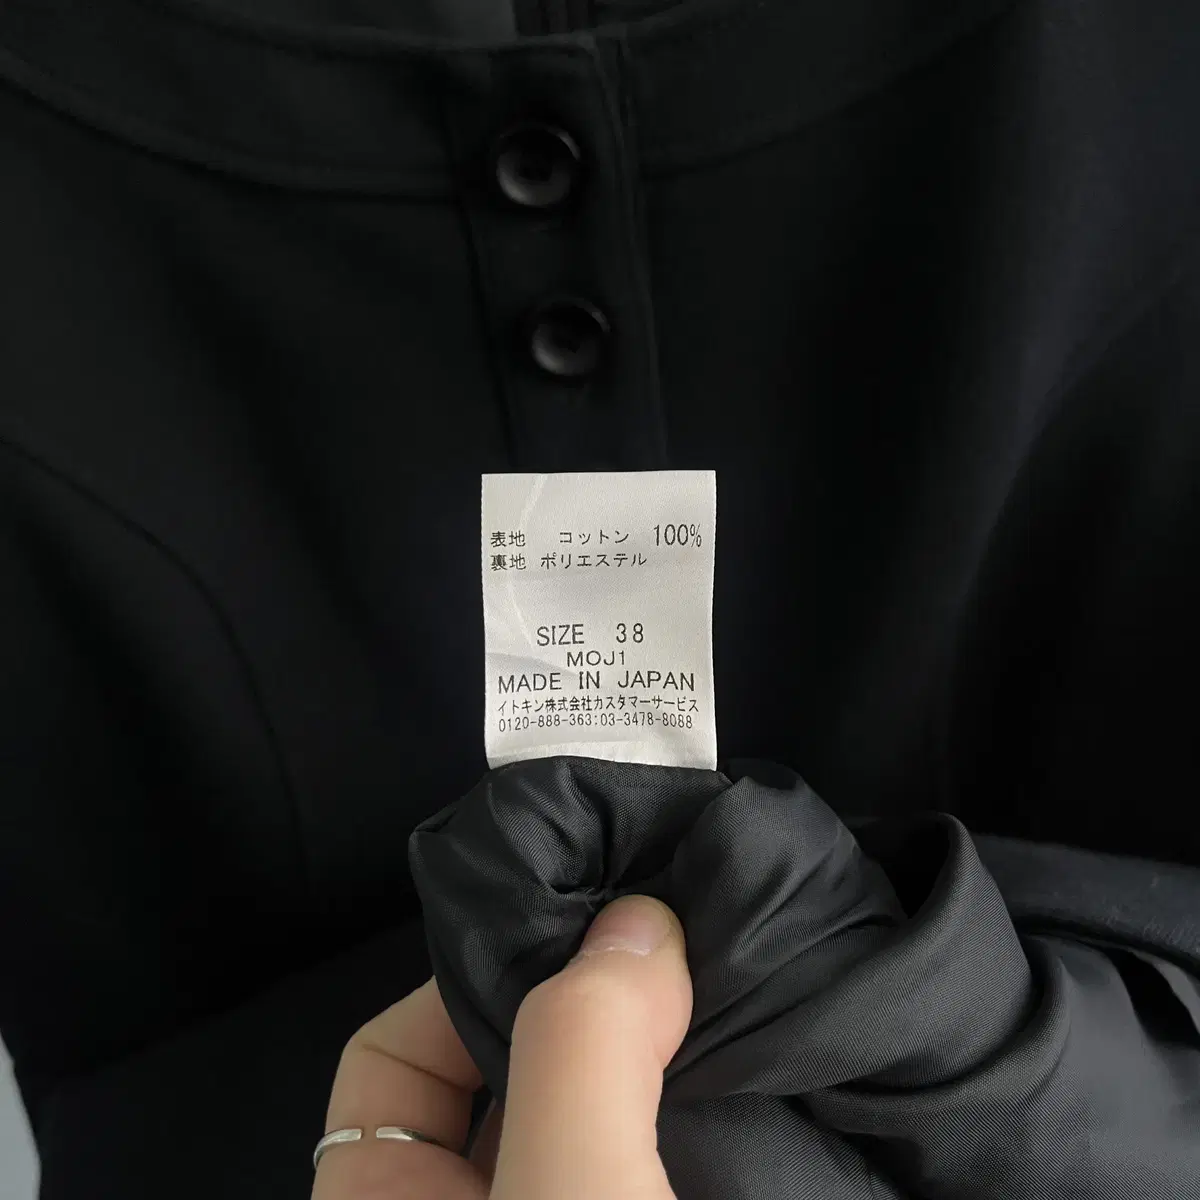 表地 コットン 100%
裏地 ポリエステル
SIZE 38
MOJ1
MADE IN JAPAN
イトキン株式会社カスタマーサービス
0120-888-363:03-3478-8088